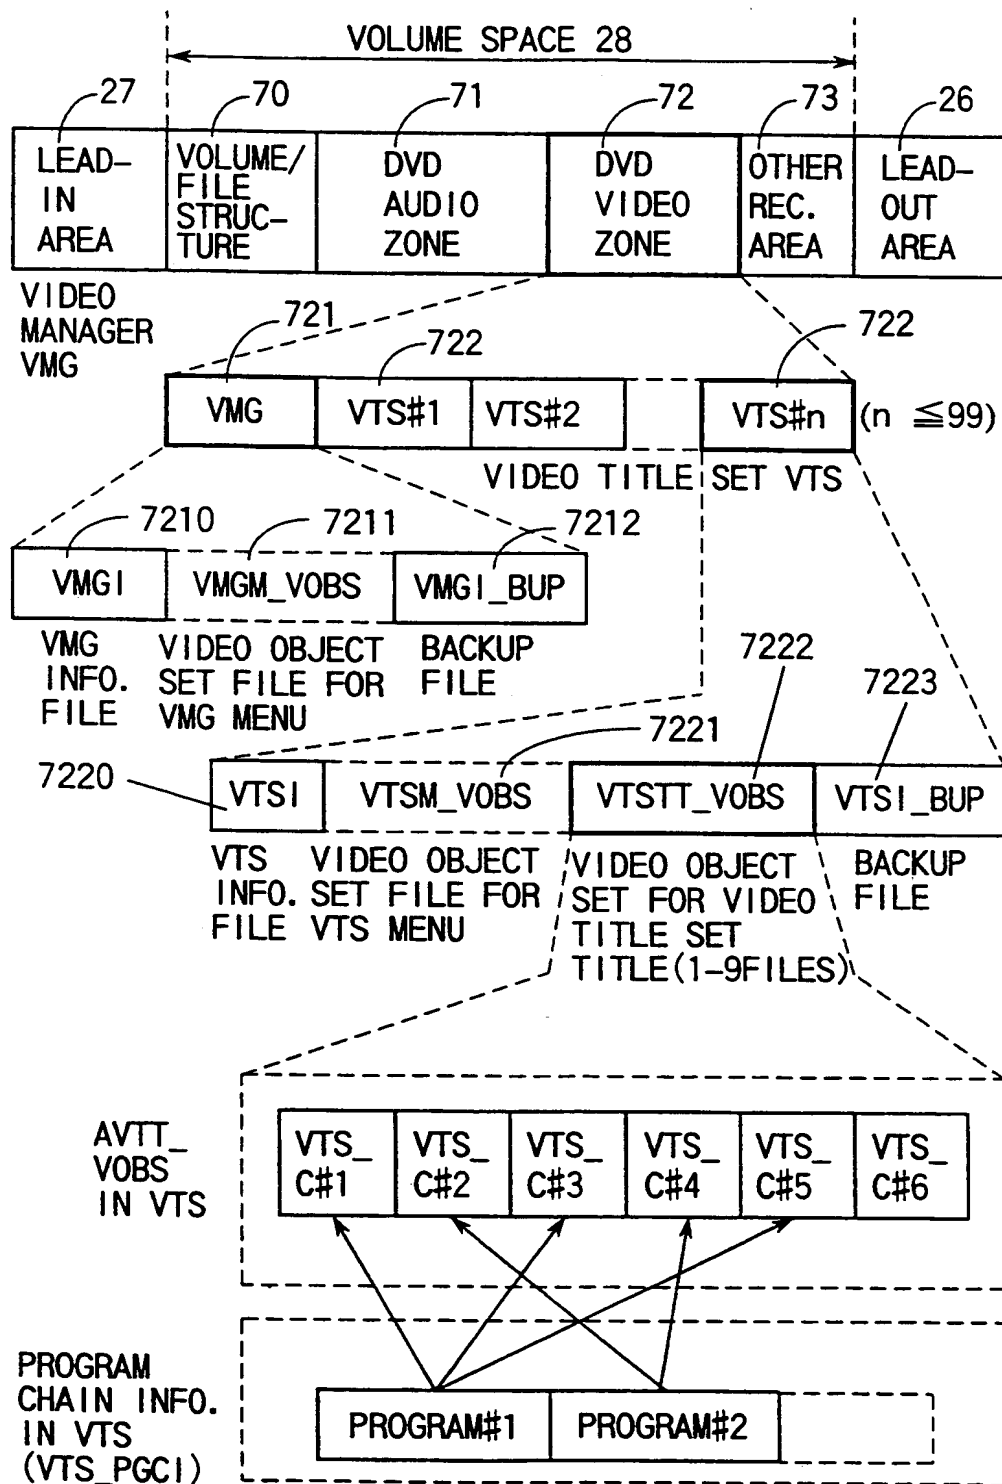 VOLUME SPACE 28
27
70
71
72
73
26
LEAD-
IN
AREA
VOLUME/
FILE
STRUC-
TURE
DVD
AUDIO
ZONE
DVD
VIDEO
ZONE
OTHER
REC.
AREA
LEAD-
OUT
AREA
VIDEO
MANAGER
VMG
721
722
722
VMG
VTS#1
VTS#2
VTS#n
(n ≦99)
VIDEO TITLE SET VTS
7210
7211
7212
VMGI
VMGM_VOBS
VMGI_BUP
VMG
INFO.
FILE
VIDEO OBJECT
SET FILE FOR
VMG MENU
BACKUP
FILE
7220
7221
7222
7223
VTSI
VTSM_VOBS
VTSTT_VOBS
VTSI_BUP
VTS
INFO.
FILE
VIDEO OBJECT
SET FILE FOR
VTS MENU
VIDEO OBJECT
SET FOR VIDEO
TITLE SET
TITLE(1-9FILES)
BACKUP
FILE
AVTT_
VOBS
IN VTS
VTS_
C#1
VTS_
C#2
VTS_
C#3
VTS_
C#4
VTS_
C#5
VTS_
C#6
PROGRAM
CHAIN INFO.
IN VTS
(VTS_PGCI)
PROGRAM#1
PROGRAM#2